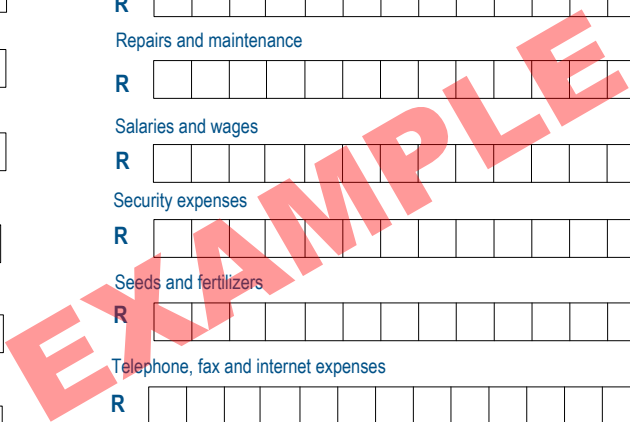 R
Repairs and maintenance
R
Salaries and wages
R
Security expenses
R
Seeds and fertilizers
R
Telephone, fax and internet expenses
R
EXAMPLE